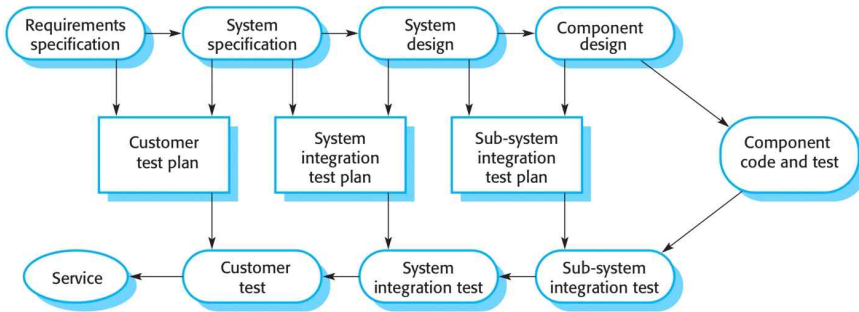 Requirements
specification
System
specification
System
design
Component
design
Customer
test plan
System
integration
test plan
Sub-system
integration
test plan
Component
code and test
Service
Customer
test
System
integration test
Sub-system
integration test